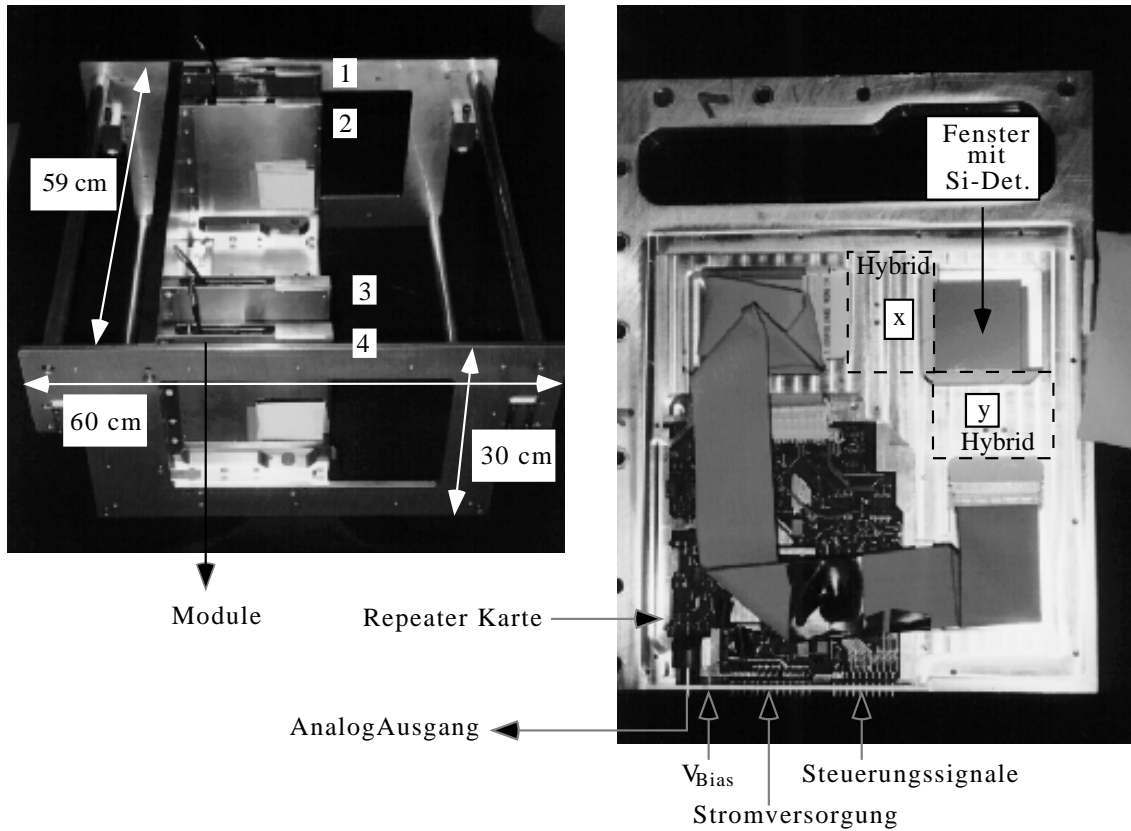 1
2
59 cm
3
4
60 cm
30 cm
Module
Fenster
mit
Si-Det.
Hybrid
x
y
Hybrid
Repeater Karte
AnalogAusgang
VBias
Steuerungssignale
Stromversorgung